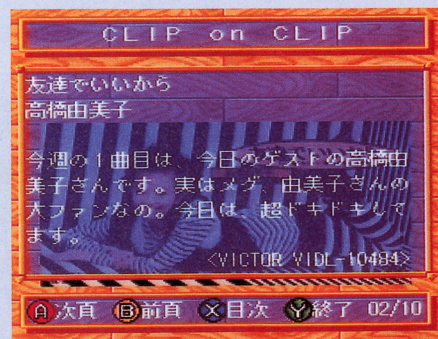 CLIP on CLIP
友達でいいから
高橋由美子
今週の１曲目は、今日のゲストの高橋由
美子さんです。実はメグ、由美子さんの
大ファンなの。今日は、超ドキドキして
ます。
<VICTOR VIDL-10484>
Ⓐ次頁 Ⓑ前頁 Ⓧ目次 Ⓨ終了 02/10